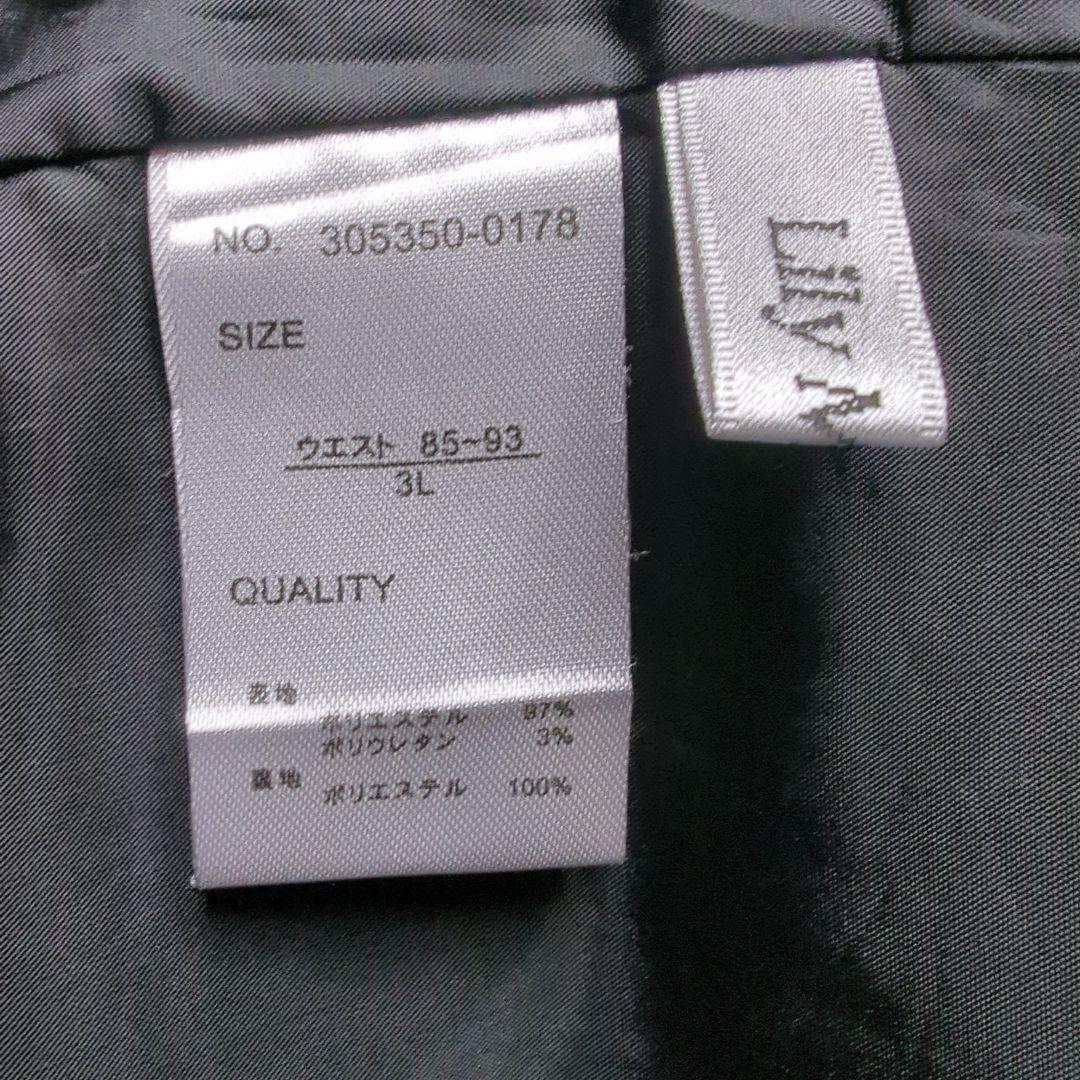 NO. 305350-0178
SIZE
ウエスト 85~93
3L
QUALITY
表地
ポリエステル 97%
ポリウレタン 3%
裏地 ポリエステル 100%
Lily